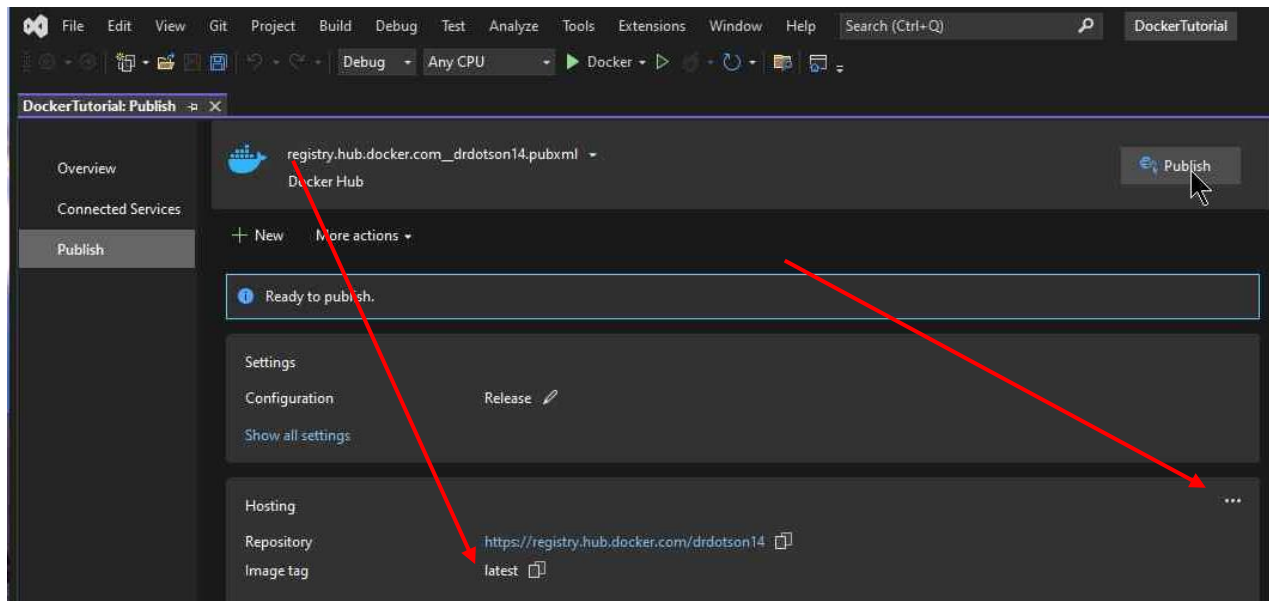 File Edit View Git Project Build Debug Test Analyze Tools Extensions Window Help Search (Ctrl+Q) DockerTutorial
Debug Any CPU Docker
DockerTutorial: Publish
Overview
Connected Services
Publish
registry.hub.docker.com__drdotson14.pubxml
Docker Hub
Publish
New More actions
Ready to publish.
Settings
Configuration Release
Show all settings
Hosting
...
Repository https://registry.hub.docker.com/drdotson14
Image tag latest